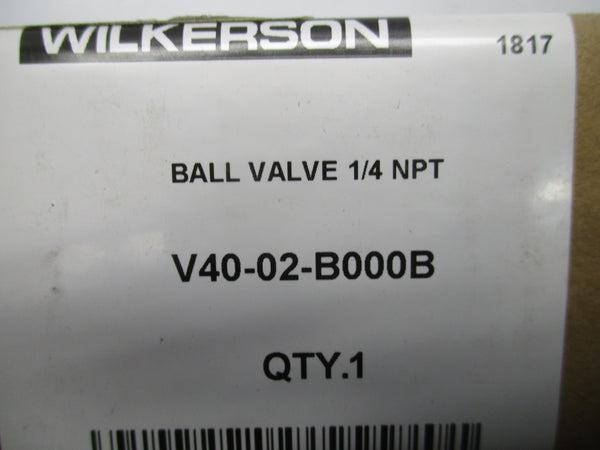 WILKERSON
1817
BALL VALVE 1/4 NPT
V40-02-B000B
QTY.1